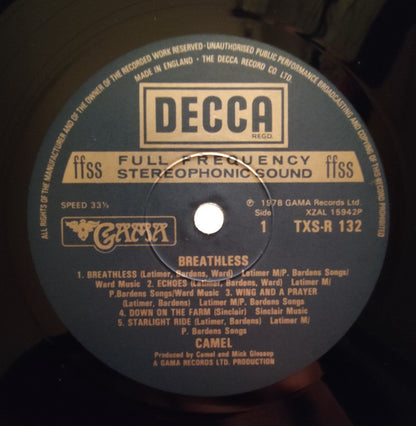 ALL RIGHTS OF THE MANUFACTURER AND OF THE OWNER OF THE RECORDED WORK RESERVED · UNAUTHORISED PUBLIC PERFORMANCE BROADCASTING AND COPYING OF THIS RECORD PROHIBITED
MADE IN ENGLAND · THE DECCA RECORD CO LTD.
DECCA
REGD.
ffss FULL FREQUENCY ffss
STEREOPHONIC SOUND
SPEED 33⅓
℗ 1978 GAMA Records Ltd.
Side XZAL 15942P
1 TXS-R 132
GAMA
BREATHLESS
1. BREATHLESS (Latimer, Bardens, Ward) Latimer M/P. Bardens Songs/
Ward Music 2. ECHOES (Latimer, Bardens, Ward) Latimer M/
P.Bardens Songs/Ward Music 3. WING AND A PRAYER
(Latimer, Bardens) Latimer M/P. Bardens Songs
4. DOWN ON THE FARM (Sinclair) Sinclair Music
5. STARLIGHT RIDE (Latimer, Bardens) Latimer M/
P. Bardens Songs
CAMEL
Produced by Camel and Mick Glossop
A GAMA RECORDS LTD. PRODUCTION